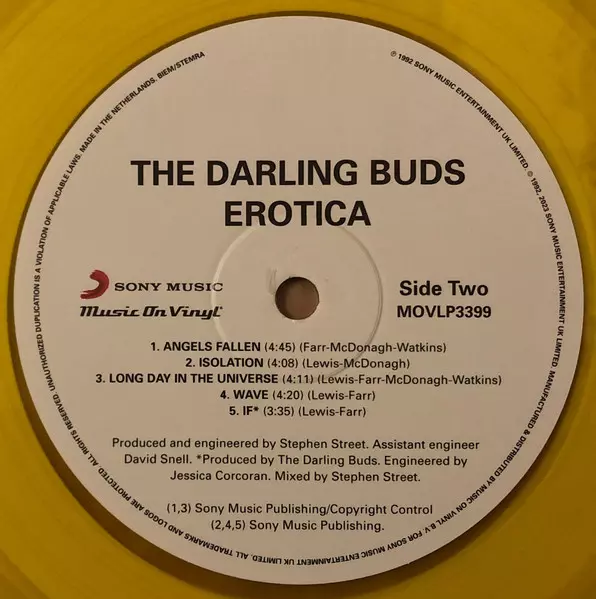 THE DARLING BUDS
EROTICA
SONY MUSIC
Music On Vinyl
Side Two
MOVLP3399
1. ANGELS FALLEN (4:45) (Farr-McDonagh-Watkins)
2. ISOLATION (4:08) (Lewis-McDonagh)
3. LONG DAY IN THE UNIVERSE (4:11) (Lewis-Farr-McDonagh-Watkins)
4. WAVE (4:20) (Lewis-Farr)
5. IF* (3:35) (Lewis-Farr)
Produced and engineered by Stephen Street. Assistant engineer
David Snell. *Produced by The Darling Buds. Engineered by
Jessica Corcoran. Mixed by Stephen Street.
(1,3) Sony Music Publishing/Copyright Control
(2,4,5) Sony Music Publishing.
℗ 1992 SONY MUSIC ENTERTAINMENT UK LIMITED. © 1992, 2023 SONY MUSIC ENTERTAINMENT UK LIMITED. MANUFACTURED & DISTRIBUTED BY MUSIC ON VINYL B.V. FOR SONY MUSIC ENTERTAINMENT UK LIMITED. ALL TRADEMARKS AND LOGOS ARE PROTECTED. ALL RIGHTS RESERVED. UNAUTHORIZED DUPLICATION IS A VIOLATION OF APPLICABLE LAWS. MADE IN THE NETHERLANDS. BIEM/STEMRA